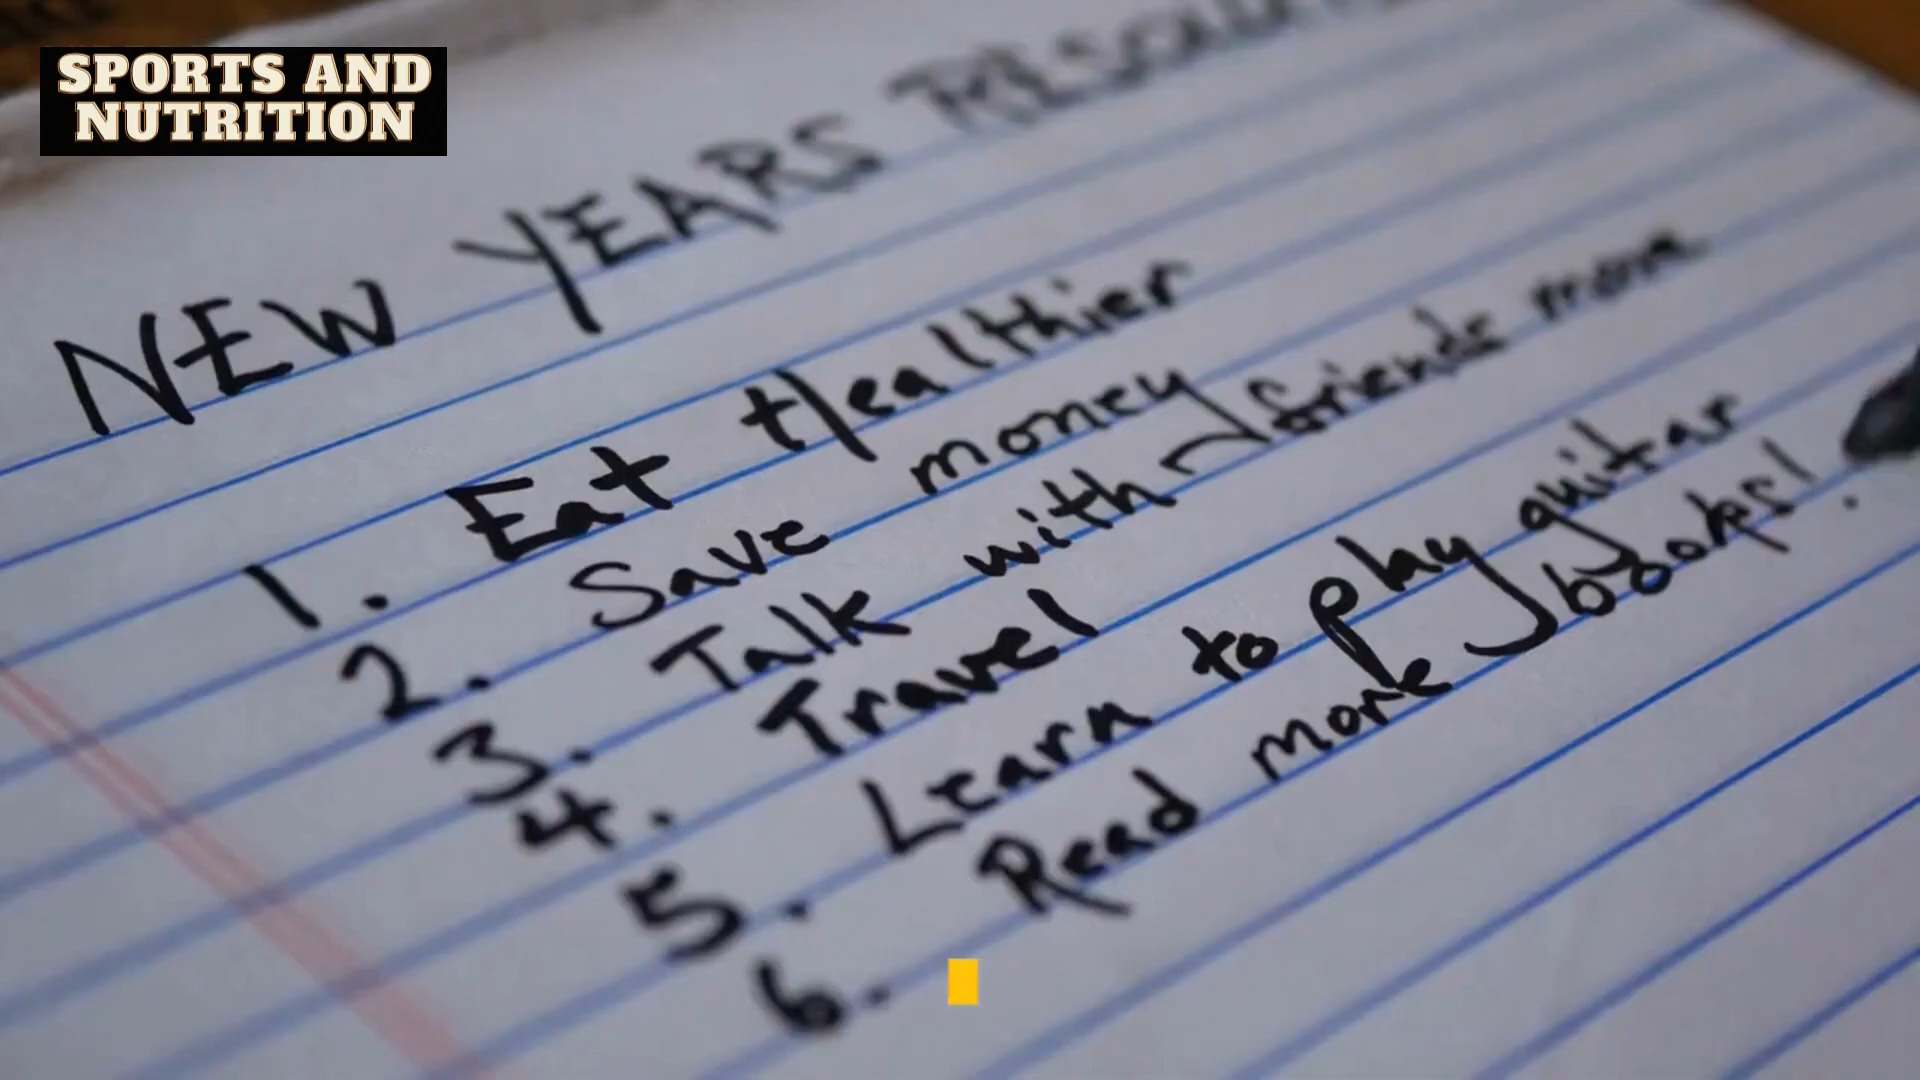 SPORTS AND
NUTRITION
NEW YEARS
1. Eat Healthier
2. Save money
3. Talk with friends more
4. Travel
5. Learn to play guitar
6. Read more books!